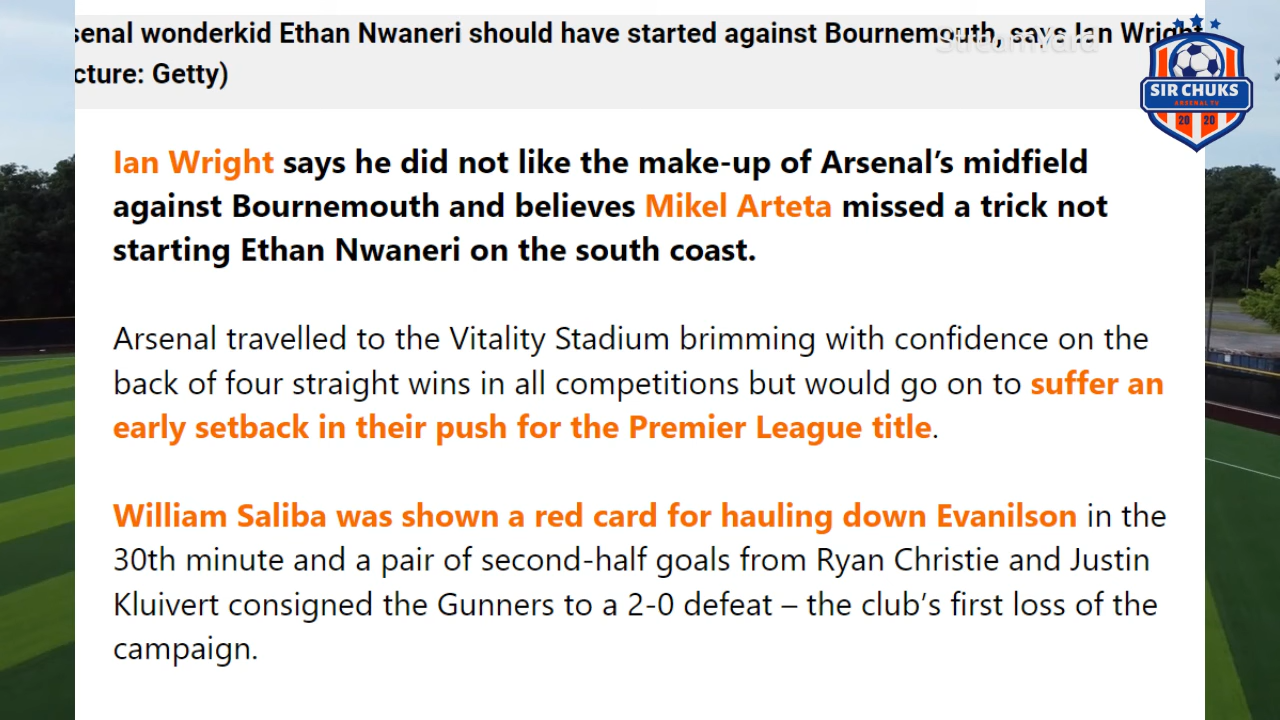 senal wonderkid Ethan Nwaneri should have started against Bournemouth, says Ian Wright
cture: Getty)
StreamYard
SIR CHUKS
ARSENAL TV
20 20
Ian Wright says he did not like the make-up of Arsenal’s midfield
against Bournemouth and believes Mikel Arteta missed a trick not
starting Ethan Nwaneri on the south coast.
Arsenal travelled to the Vitality Stadium brimming with confidence on the
back of four straight wins in all competitions but would go on to suffer an
early setback in their push for the Premier League title.
William Saliba was shown a red card for hauling down Evanilson in the
30th minute and a pair of second-half goals from Ryan Christie and Justin
Kluivert consigned the Gunners to a 2-0 defeat – the club’s first loss of the
campaign.